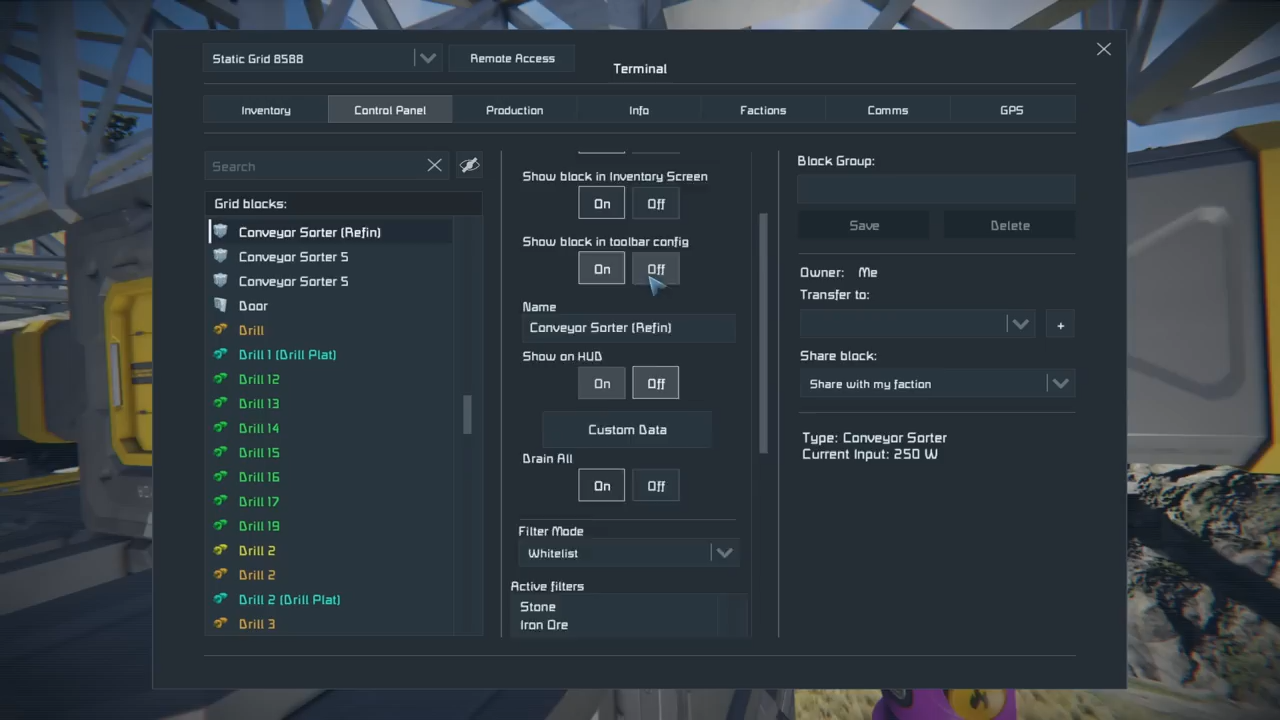 Static Grid 8588
Remote Access
Terminal
Inventory
Control Panel
Production
Info
Factions
Comms
GPS
Search
Grid blocks:
Conveyor Sorter (Refin)
Conveyor Sorter 5
Conveyor Sorter 5
Door
Drill
Drill 1 (Drill Plat)
Drill 12
Drill 13
Drill 14
Drill 15
Drill 16
Drill 17
Drill 19
Drill 2
Drill 2
Drill 2 (Drill Plat)
Drill 3
Show block in Inventory Screen
On Off
Show block in toolbar config
On Off
Name
Conveyor Sorter (Refin)
Show on HUD
On Off
Custom Data
Drain All
On Off
Filter Mode
Whitelist
Active filters
Stone
Iron Ore
Block Group:
Save Delete
Owner: Me
Transfer to:
+
Share block:
Share with my faction
Type: Conveyor Sorter
Current Input: 250 W